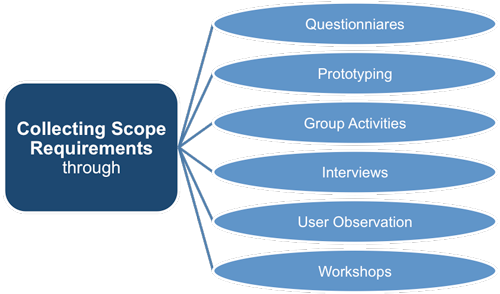 Collecting Scope
Requirements
through
Questionniares
Prototyping
Group Activities
Interviews
User Observation
Workshops